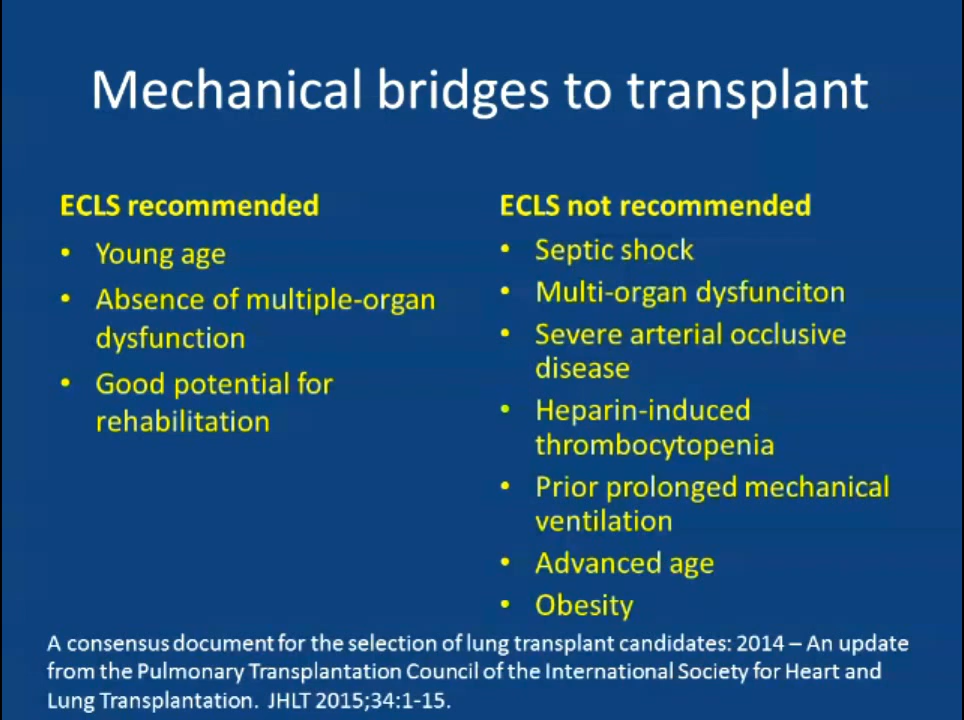 Mechanical bridges to transplant
ECLS recommended
• Young age
• Absence of multiple-organ
dysfunction
• Good potential for
rehabilitation
ECLS not recommended
• Septic shock
• Multi-organ dysfunciton
• Severe arterial occlusive
disease
• Heparin-induced
thrombocytopenia
• Prior prolonged mechanical
ventilation
• Advanced age
• Obesity
A consensus document for the selection of lung transplant candidates: 2014 – An update
from the Pulmonary Transplantation Council of the International Society for Heart and
Lung Transplantation. JHLT 2015;34:1-15.